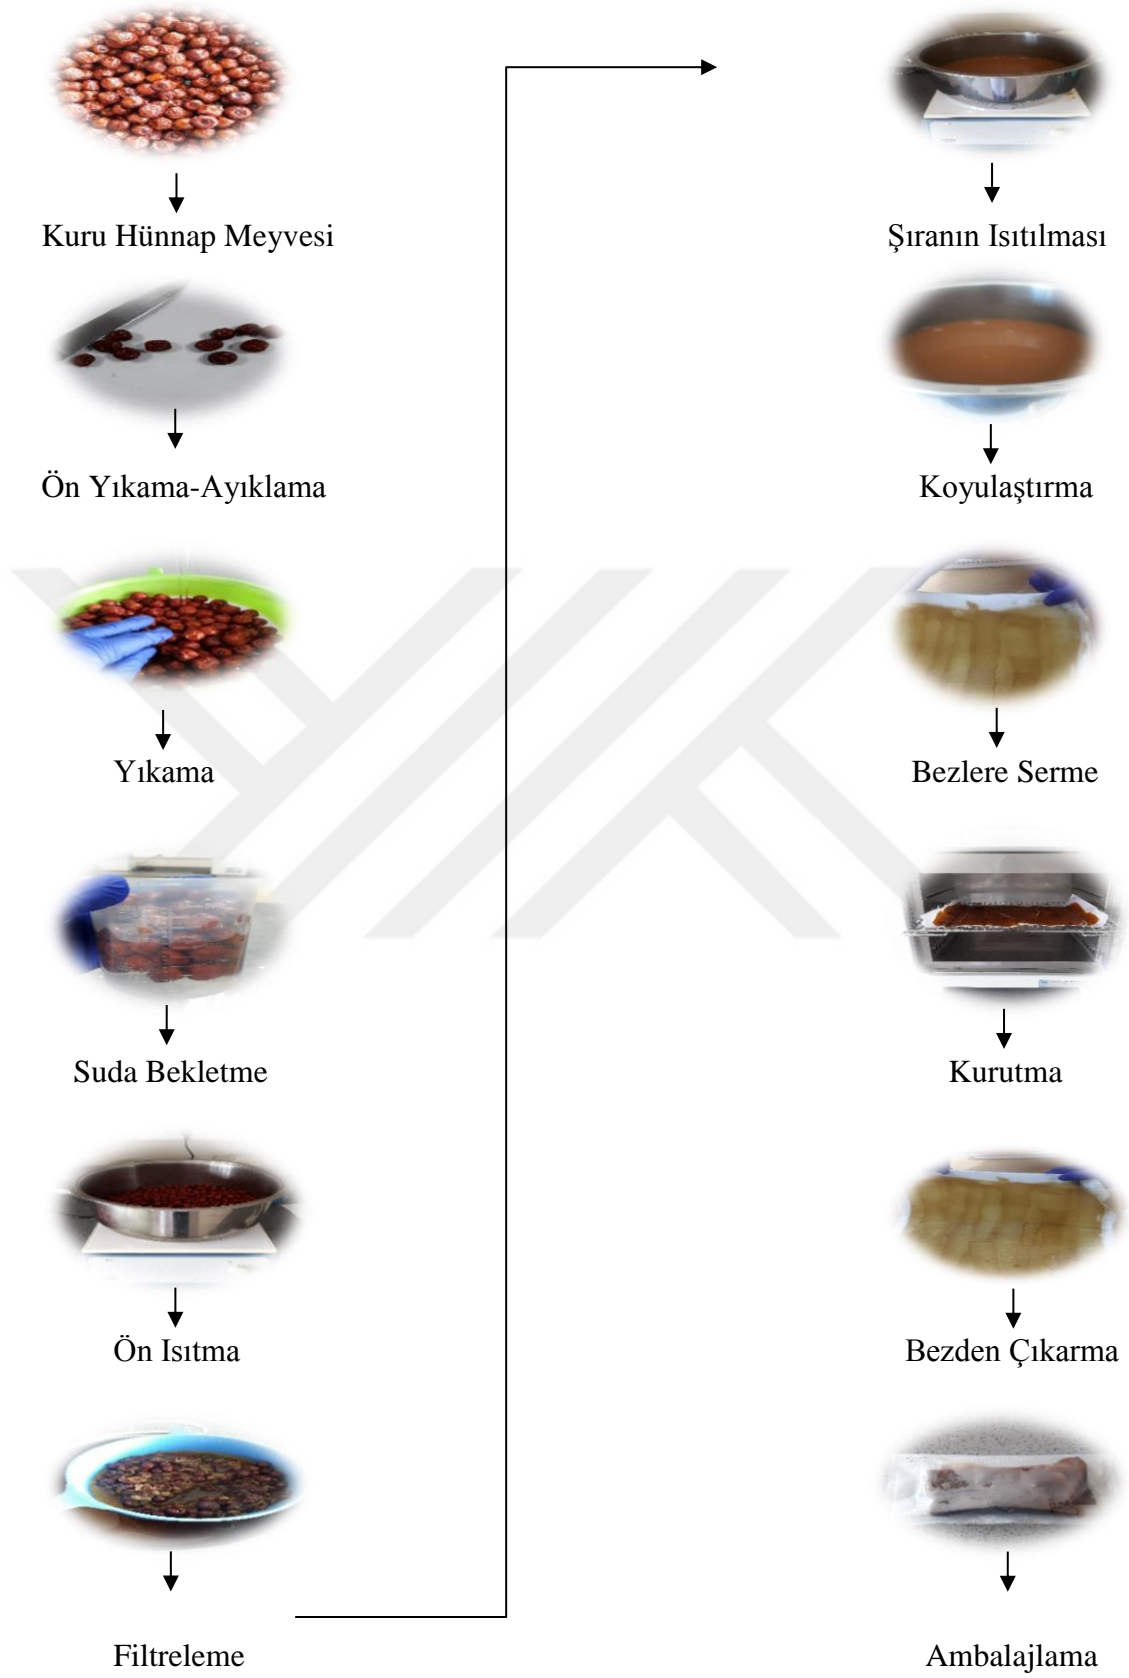 Kuru Hünnap Meyvesi
Ön Yıkama-Ayıklama
Yıkama
Suda Bekletme
Ön Isıtma
Filtreleme
Şıranın Isıtılması
Koyulaştırma
Bezlere Serme
Kurutma
Bezden Çıkarma
Ambalajlama